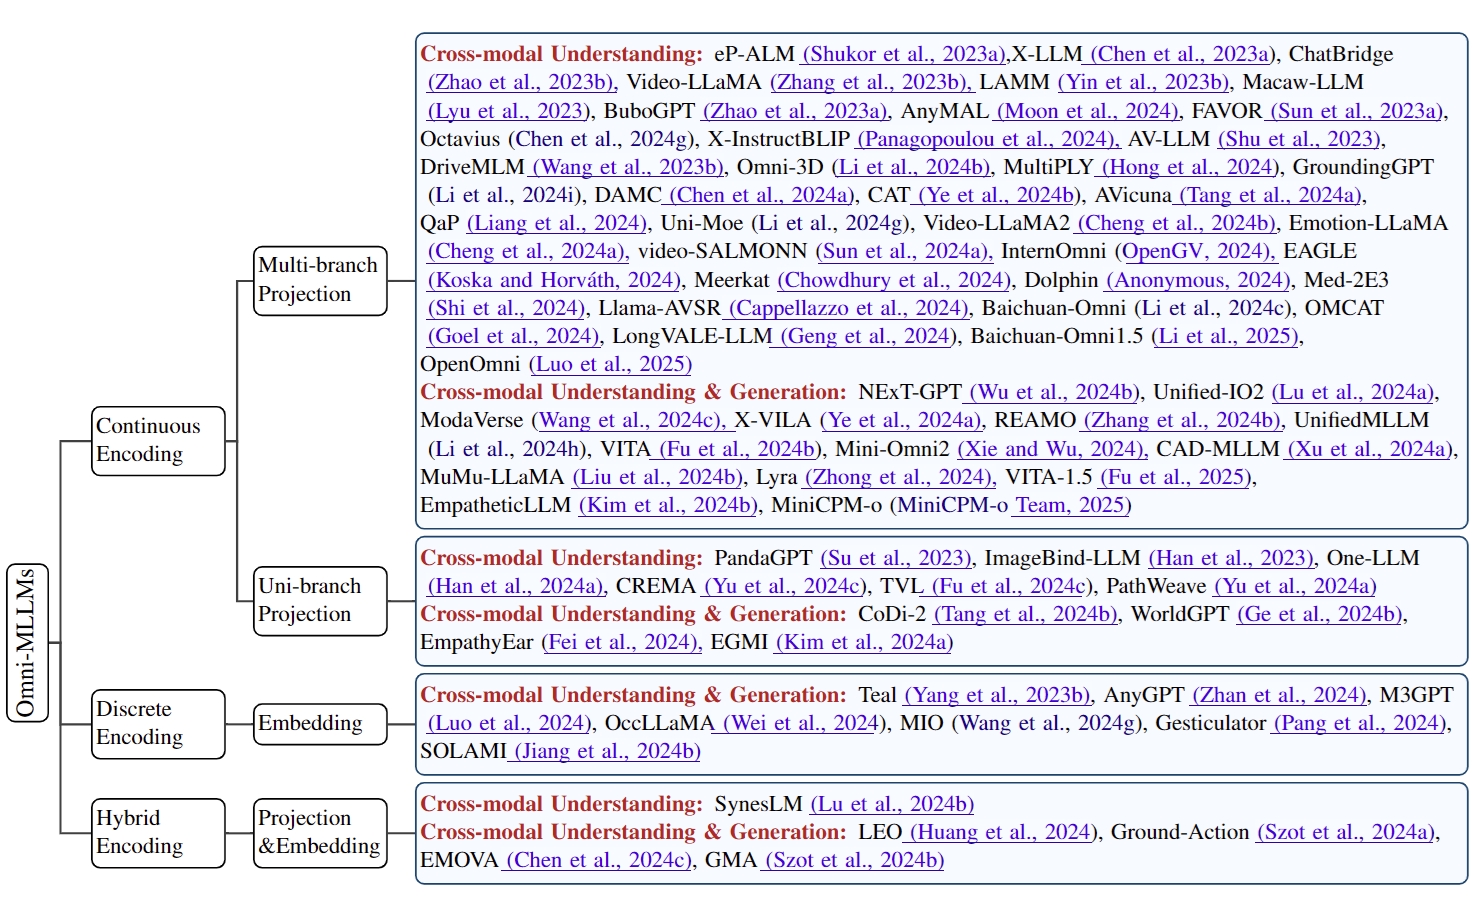 Omni-MLLMs
Continuous
Encoding
Multi-branch
Projection
Cross-modal Understanding: eP-ALM (Shukor et al., 2023a),X-LLM (Chen et al., 2023a), ChatBridge
(Zhao et al., 2023b), Video-LLaMA (Zhang et al., 2023b), LAMM (Yin et al., 2023b), Macaw-LLM
(Lyu et al., 2023), BuboGPT (Zhao et al., 2023a), AnyMAL (Moon et al., 2024), FAVOR (Sun et al., 2023a),
Octavius (Chen et al., 2024g), X-InstructBLIP (Panagopoulou et al., 2024), AV-LLM (Shu et al., 2023),
DriveMLM (Wang et al., 2023b), Omni-3D (Li et al., 2024b), MultiPLY (Hong et al., 2024), GroundingGPT
(Li et al., 2024i), DAMC (Chen et al., 2024a), CAT (Ye et al., 2024b), AVicuna (Tang et al., 2024a),
QaP (Liang et al., 2024), Uni-Moe (Li et al., 2024g), Video-LLaMA2 (Cheng et al., 2024b), Emotion-LLaMA
(Cheng et al., 2024a), video-SALMONN (Sun et al., 2024a), InternOmni (OpenGV, 2024), EAGLE
(Koska and Horváth, 2024), Meerkat (Chowdhury et al., 2024), Dolphin (Anonymous, 2024), Med-2E3
(Shi et al., 2024), Llama-AVSR (Cappellazzo et al., 2024), Baichuan-Omni (Li et al., 2024c), OMCAT
(Goel et al., 2024), LongVALE-LLM (Geng et al., 2024), Baichuan-Omni1.5 (Li et al., 2025),
OpenOmni (Luo et al., 2025)
Cross-modal Understanding & Generation: NExT-GPT (Wu et al., 2024b), Unified-IO2 (Lu et al., 2024a),
ModaVerse (Wang et al., 2024c), X-VILA (Ye et al., 2024a), REAMO (Zhang et al., 2024b), UnifiedMLLM
(Li et al., 2024h), VITA (Fu et al., 2024b), Mini-Omni2 (Xie and Wu, 2024), CAD-MLLM (Xu et al., 2024a),
MuMu-LLaMA (Liu et al., 2024b), Lyra (Zhong et al., 2024), VITA-1.5 (Fu et al., 2025),
EmpatheticLLM (Kim et al., 2024b), MiniCPM-o (MiniCPM-o Team, 2025)
Uni-branch
Projection
Cross-modal Understanding: PandaGPT (Su et al., 2023), ImageBind-LLM (Han et al., 2023), One-LLM
(Han et al., 2024a), CREMA (Yu et al., 2024c), TVL (Fu et al., 2024c), PathWeave (Yu et al., 2024a)
Cross-modal Understanding & Generation: CoDi-2 (Tang et al., 2024b), WorldGPT (Ge et al., 2024b),
EmpathyEar (Fei et al., 2024), EGMI (Kim et al., 2024a)
Discrete
Encoding
Embedding
Cross-modal Understanding & Generation: Teal (Yang et al., 2023b), AnyGPT (Zhan et al., 2024), M3GPT
(Luo et al., 2024), OccLLaMA (Wei et al., 2024), MIO (Wang et al., 2024g), Gesticulator (Pang et al., 2024),
SOLAMI (Jiang et al., 2024b)
Hybrid
Encoding
Projection
&Embedding
Cross-modal Understanding: SynesLM (Lu et al., 2024b)
Cross-modal Understanding & Generation: LEO (Huang et al., 2024), Ground-Action (Szot et al., 2024a),
EMOVA (Chen et al., 2024c), GMA (Szot et al., 2024b)